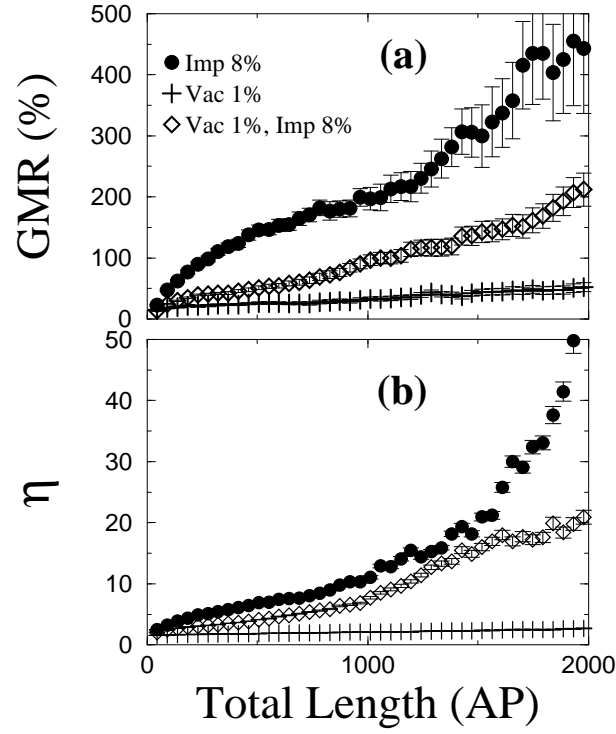 500
400
300
200
100
0
GMR (%)
(a)
Imp 8%
Vac 1%
Vac 1%, Imp 8%
50
40
30
20
10
0
η
(b)
0
1000
2000
Total Length (AP)